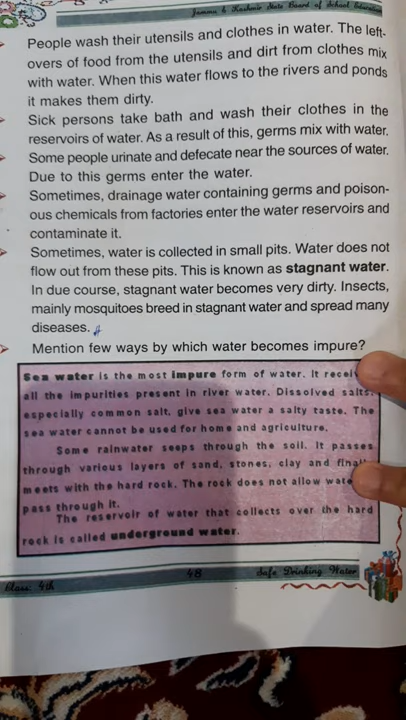 Jammu & Kashmir State Board of School Education
People wash their utensils and clothes in water. The left-
overs of food from the utensils and dirt from clothes mix
with water. When this water flows to the rivers and ponds
it makes them dirty.
Sick persons take bath and wash their clothes in the
reservoirs of water. As a result of this, germs mix with water.
Some people urinate and defecate near the sources of water.
Due to this germs enter the water.
Sometimes, drainage water containing germs and poison-
ous chemicals from factories enter the water reservoirs and
contaminate it.
Sometimes, water is collected in small pits. Water does not
flow out from these pits. This is known as stagnant water.
In due course, stagnant water becomes very dirty. Insects,
mainly mosquitoes breed in stagnant water and spread many
diseases.
Mention few ways by which water becomes impure?
Sea water is the most impure form of water. It
all the impurities present in river water. Dissolved salts,
especially common salt, give sea water a salty taste. The
sea water cannot be used for home and agriculture.
Some rainwater seeps through the soil. It passes
through various layers of sand, stones, clay and
meets with the hard rock. The rock does not allow
pass through it.
The reservoir of water that collects over the hard
rock is called underground water.
Class 4th 48 Safe Drinking Water